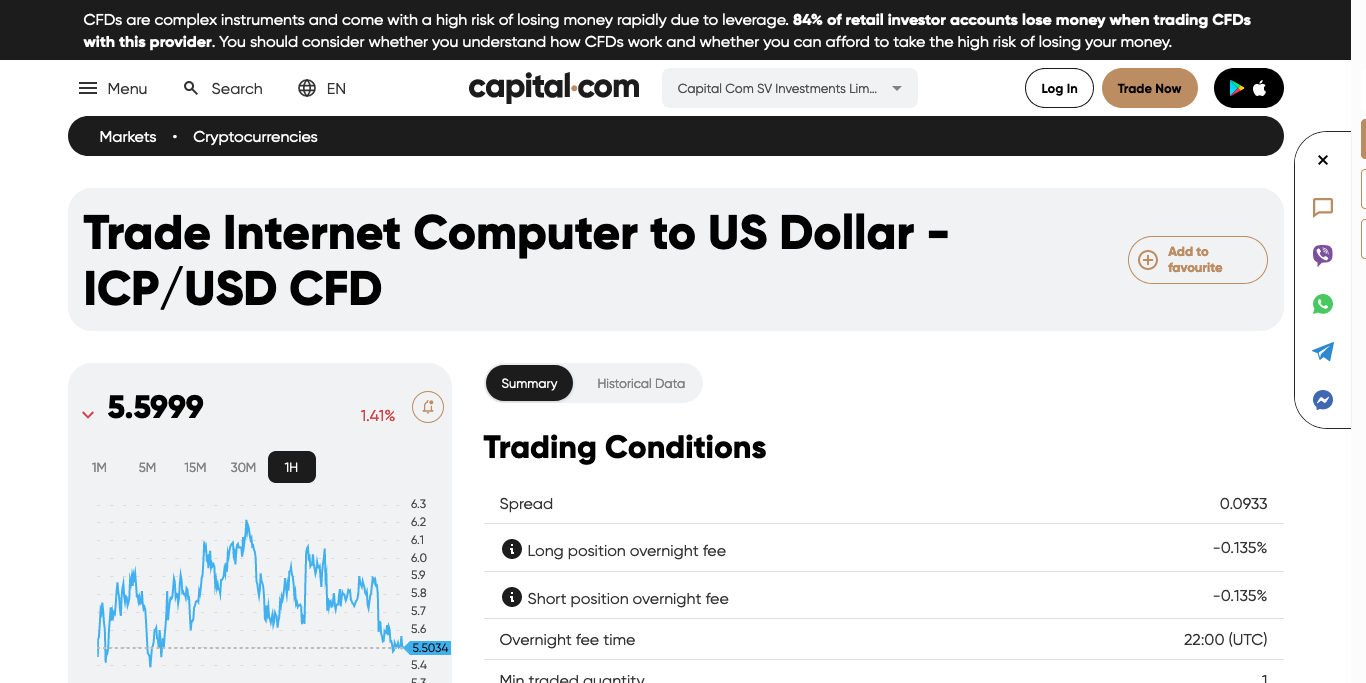 CFDs are complex instruments and come with a high risk of losing money rapidly due to leverage. 84% of retail investor accounts lose money when trading CFDs
with this provider. You should consider whether you understand how CFDs work and whether you can afford to take the high risk of losing your money.
Menu
Search
EN
capital.com
Capital Com SV Investments Lim...
Log In
Trade Now
Markets • Cryptocurrencies
Trade Internet Computer to US Dollar -
ICP/USD CFD
Add to
favourite
5.5999
1.41%
1M 5M 15M 30M 1H
6.3
6.2
6.1
6.0
5.9
5.8
5.7
5.6
5.5034
5.4
5.3
Summary
Historical Data
Trading Conditions
Spread 0.0933
Long position overnight fee -0.135%
Short position overnight fee -0.135%
Overnight fee time 22:00 (UTC)
Min traded quantity 1